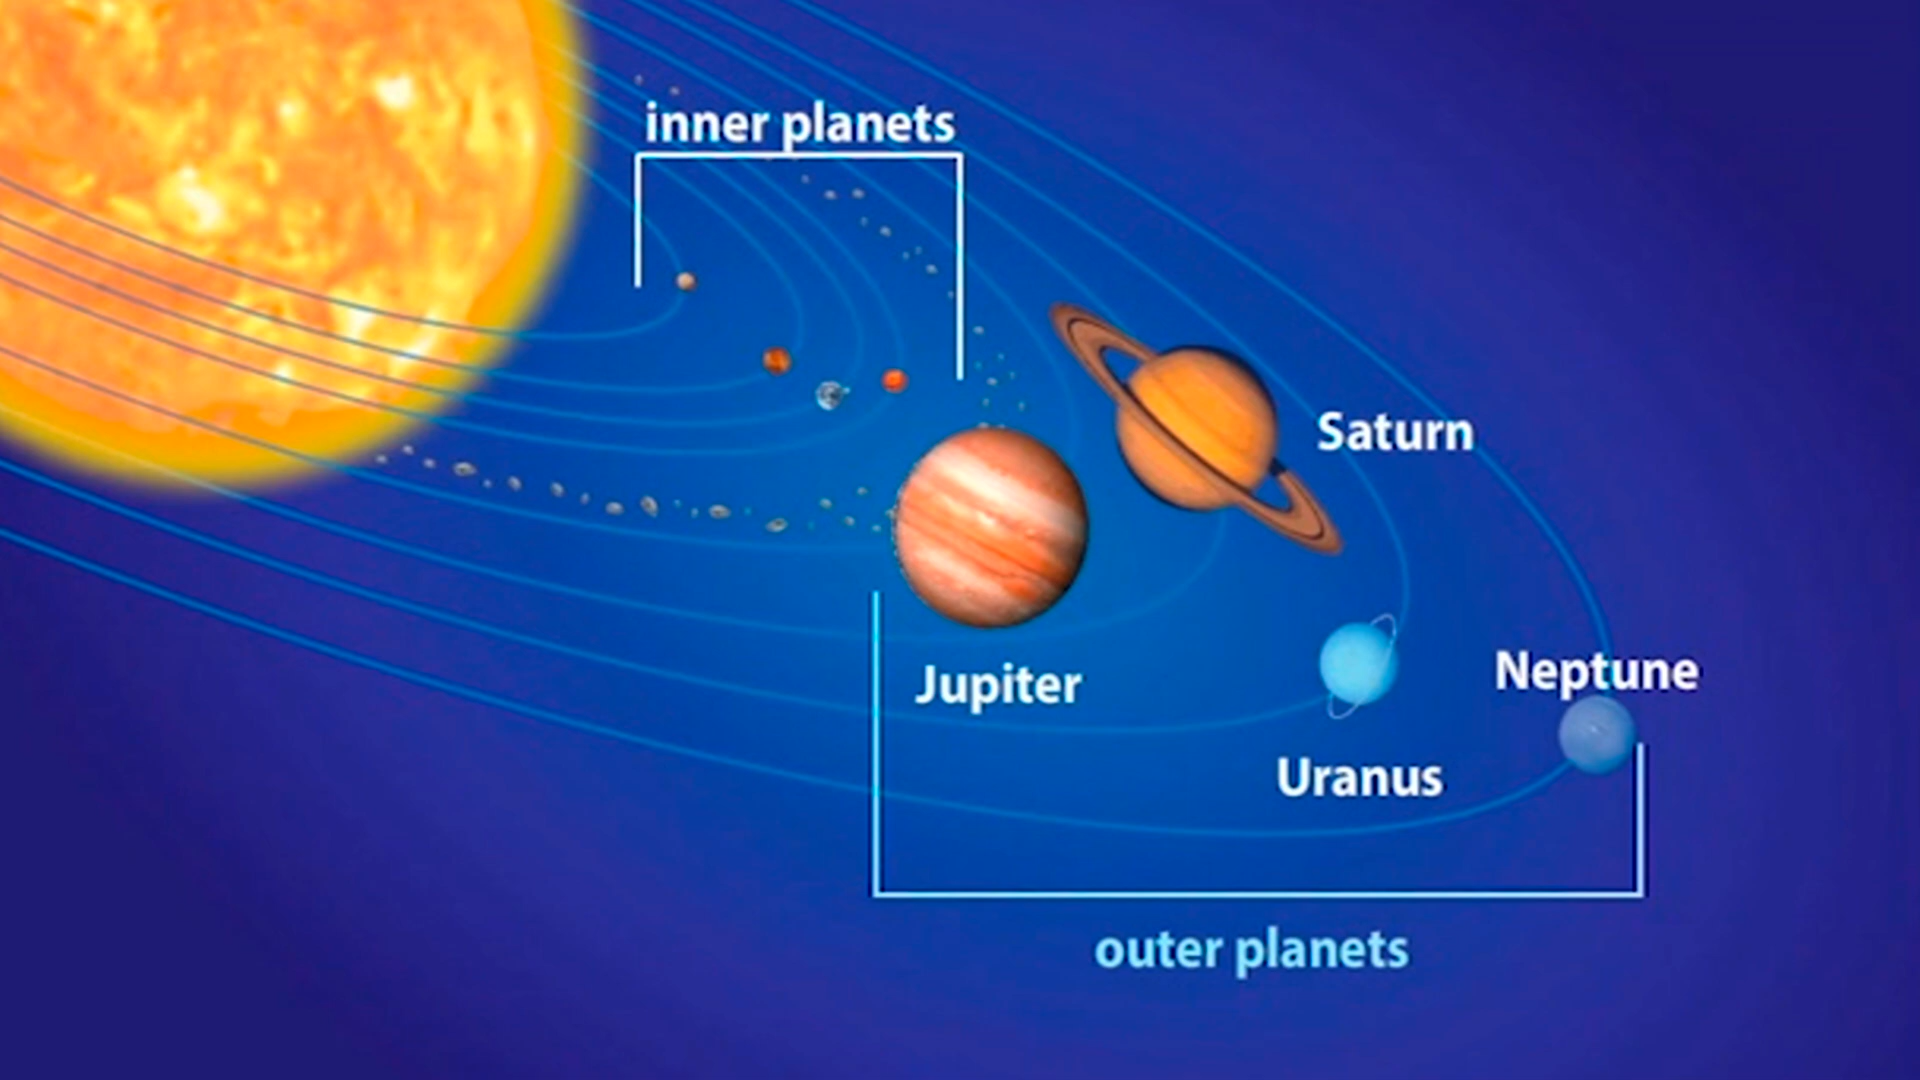 inner planets
Saturn
Neptune
Jupiter
Uranus
outer planets